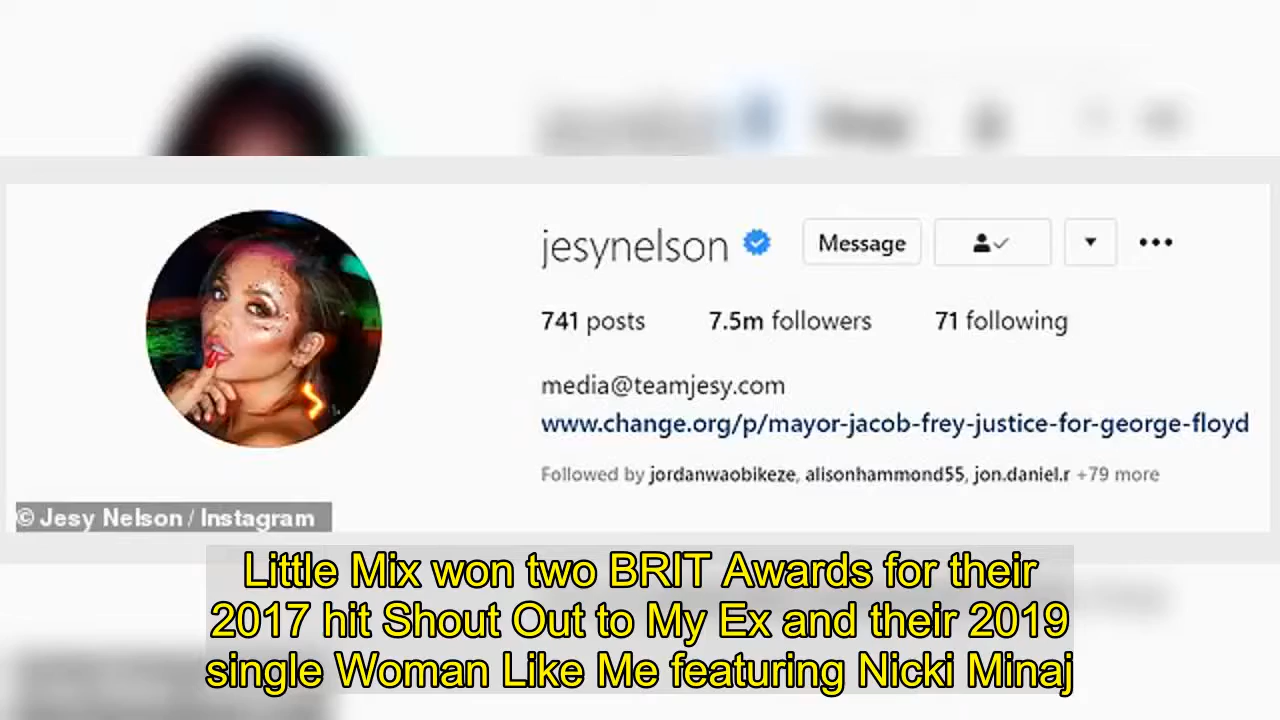 jesynelson Message
741 posts 7.5m followers 71 following
media@teamjesy.com
www.change.org/p/mayor-jacob-frey-justice-for-george-floyd
Followed by jordanwaobikeze, alisonhammond55, jon.daniel.r +79 more
© Jesy Nelson / Instagram
Little Mix won two BRIT Awards for their
2017 hit Shout Out to My Ex and their 2019
single Woman Like Me featuring Nicki Minaj